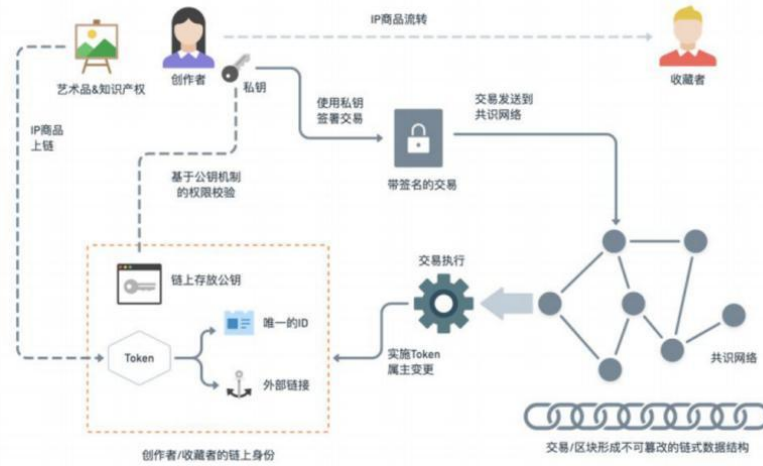 IP商品流转
艺术品&知识产权
创作者
私钥
收藏者
IP商品
上链
使用私钥
签署交易
交易发送到
共识网络
带签名的交易
基于公钥机制
的权限校验
链上存放公钥
交易执行
唯一的ID
Token
外部链接
实施Token
属主变更
共识网络
创作者/收藏者的链上身份
交易/区块形成不可篡改的链式数据结构